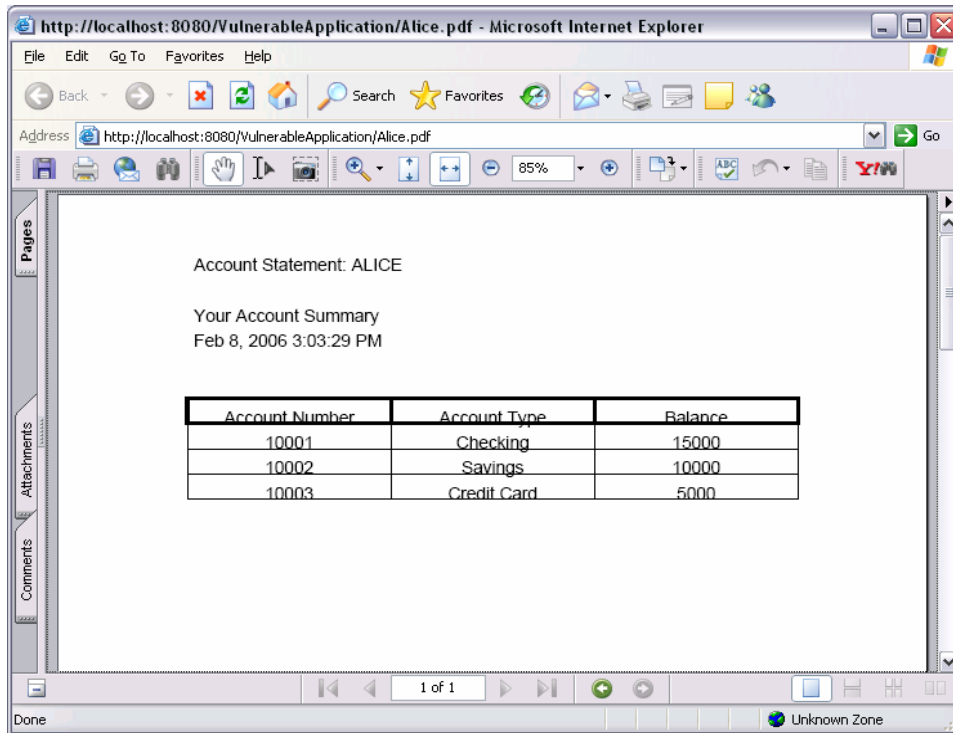 http://localhost:8080/VulnerableApplication/Alice.pdf - Microsoft Internet Explorer
File Edit Go To Favorites Help
Back Search Favorites
Address http://localhost:8080/VulnerableApplication/Alice.pdf Go
85% ABC Y!
Pages
Attachments
Comments
Account Statement: ALICE
Your Account Summary
Feb 8, 2006 3:03:29 PM
Account Number Account Type Balance
10001 Checking 15000
10002 Savings 10000
10003 Credit Card 5000
1 of 1
Done Unknown Zone